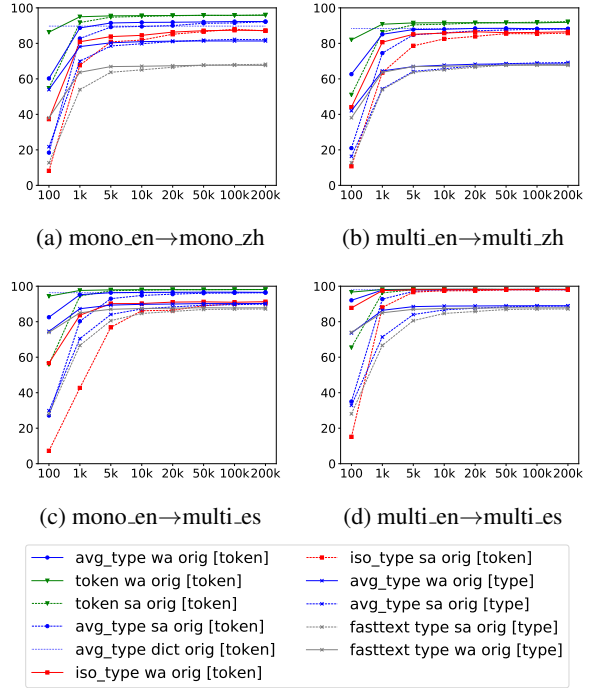 100
80
60
40
20
0
100 1k 5k 10k 20k 50k 100k 200k
(a) mono_en→mono_zh
100
80
60
40
20
0
100 1k 5k 10k 20k 50k 100k 200k
(b) multi_en→multi_zh
100
80
60
40
20
0
100 1k 5k 10k 20k 50k 100k 200k
(c) mono_en→multi_es
100
80
60
40
20
0
100 1k 5k 10k 20k 50k 100k 200k
(d) multi_en→multi_es
avg_type wa orig [token]
token wa orig [token]
token sa orig [token]
avg_type sa orig [token]
avg_type dict orig [token]
iso_type wa orig [token]
iso_type sa orig [token]
avg_type wa orig [type]
avg_type sa orig [type]
fasttext type sa orig [type]
fasttext type wa orig [type]